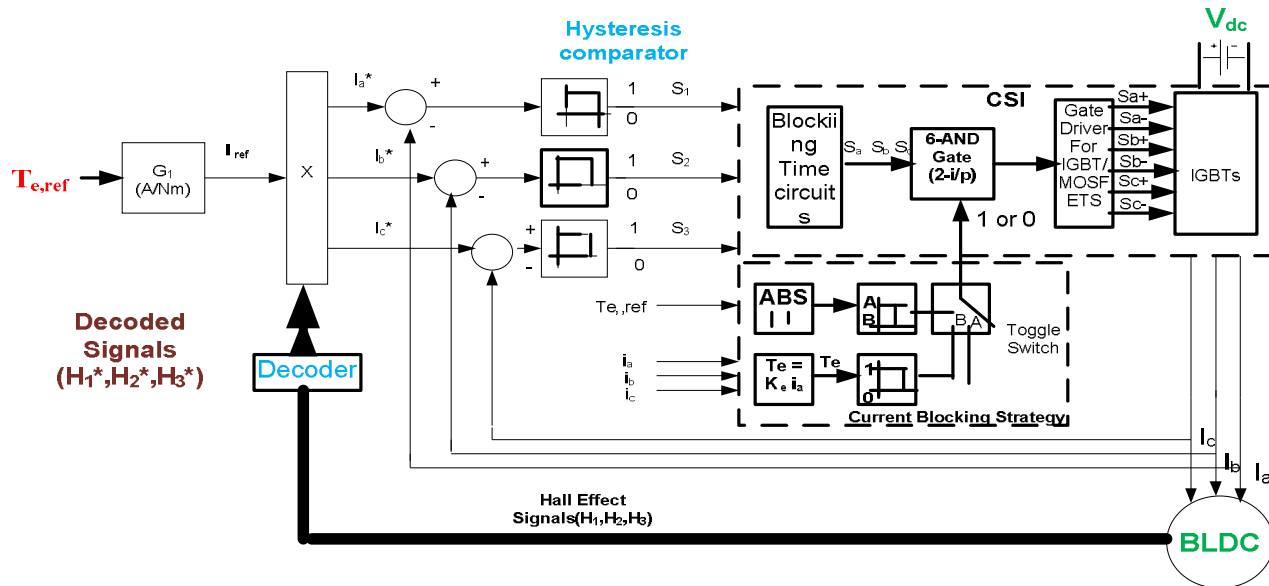 V dc
+ -
Hysteresis
comparator
CSI
Te,ref
G1
(A/Nm)
Iref
X
Ia*
Ib*
Ic*
+
-
+
-
+
-
1
0
S1
1
0
S2
1
0
S3
Blockiing
Time
circuits
Sa Sb Sc
6-AND
Gate
(2-i/p)
1 or 0
Gate
Driver
For
IGBT/
MOSF
ETS
Sa+
Sa-
Sb+
Sb-
Sc+
Sc-
IGBTs
Te,,ref
ABS
| |
A
B
B A
Toggle
Switch
ia
ib
ic
Te =
Ke ia
Te
1
0
Current Blocking Strategy
Decoded
Signals
(H1*,H2*,H3*)
Decoder
Ic
Ib
Ia
Hall Effect
Signals(H1,H2,H3)
BLDC